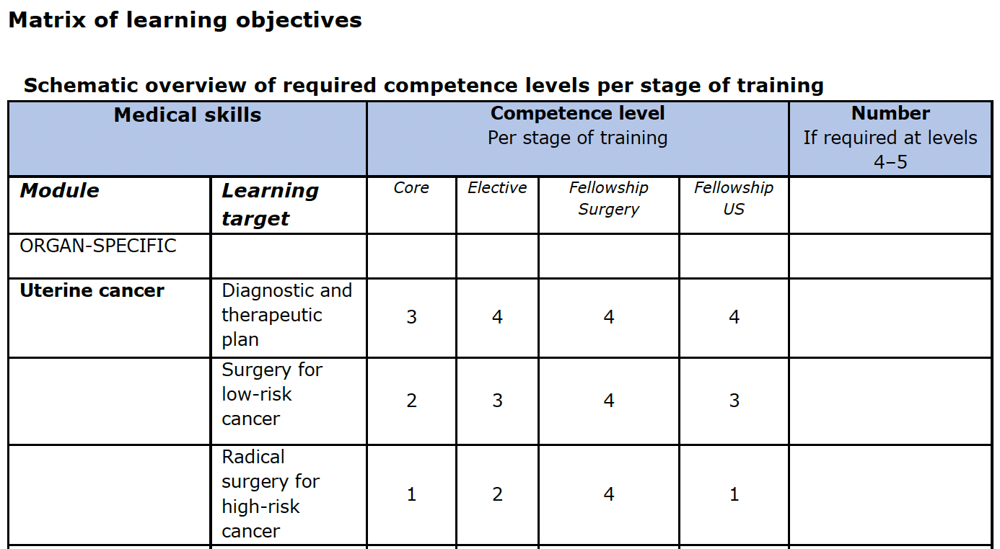 Matrix of learning objectives
Schematic overview of required competence levels per stage of training
Medical skills
Competence level
Per stage of training
Number
If required at levels
4–5
Module
Learning
target
Core
Elective
Fellowship
Surgery
Fellowship
US
ORGAN-SPECIFIC
Uterine cancer
Diagnostic and
therapeutic
plan
3
4
4
4
Surgery for
low-risk
cancer
2
3
4
3
Radical
surgery for
high-risk
cancer
1
2
4
1